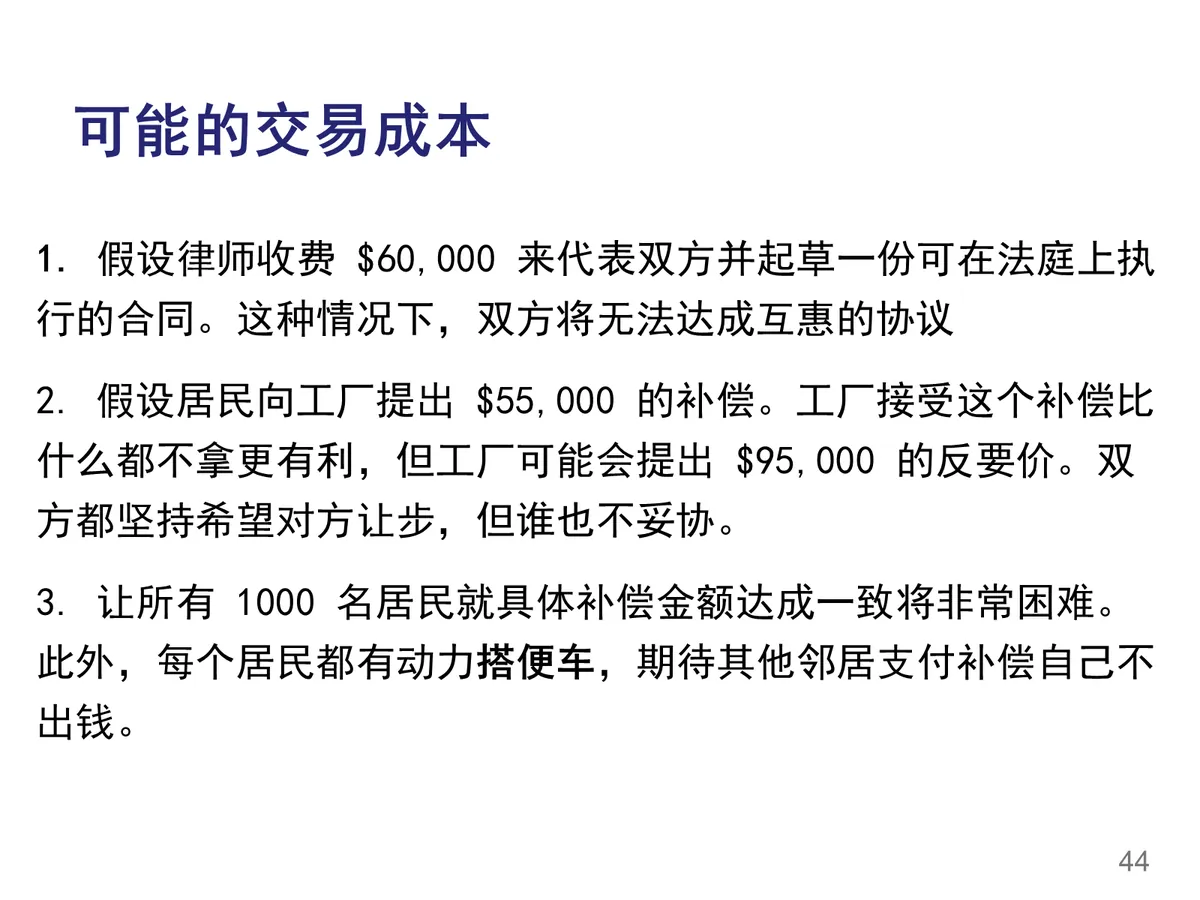 可能的交易成本
1. 假设律师收费 $60,000 来代表双方并起草一份可在法庭上执
行的合同。这种情况下，双方将无法达成互惠的协议
2. 假设居民向工厂提出 $55,000 的补偿。工厂接受这个补偿比
什么都不拿更有利，但工厂可能会提出 $95,000 的反要价。双
方都坚持希望对方让步，但谁也不妥协。
3. 让所有 1000 名居民就具体补偿金额达成一致将非常困难。
此外，每个居民都有动力搭便车，期待其他邻居支付补偿自己不
出钱。
44